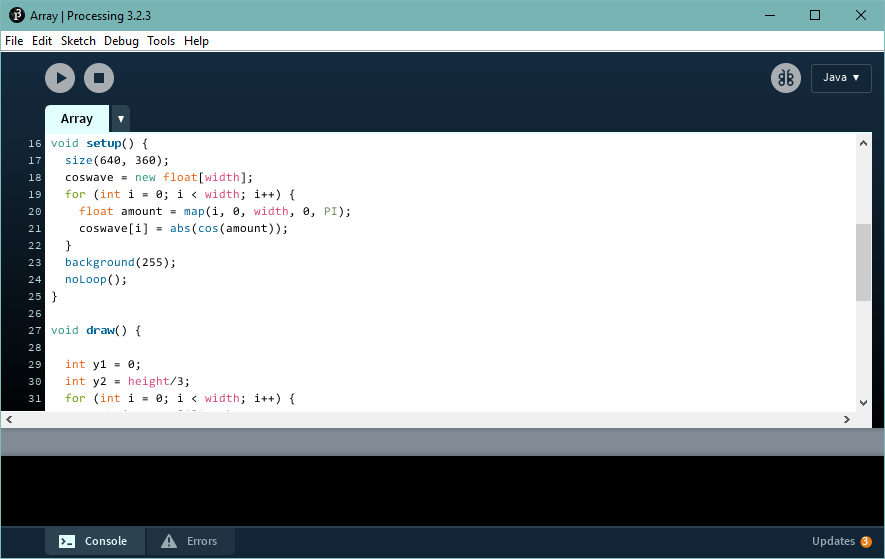 Array | Processing 3.2.3
File Edit Sketch Debug Tools Help
Java ▼
Array ▼
16 void setup() {
17   size(640, 360);
18   coswave = new float[width];
19   for (int i = 0; i < width; i++) {
20     float amount = map(i, 0, width, 0, PI);
21     coswave[i] = abs(cos(amount));
22   }
23   background(255);
24   noLoop();
25 }
26
27 void draw() {
28
29   int y1 = 0;
30   int y2 = height/3;
31   for (int i = 0; i < width; i++) {
Console Errors Updates 3